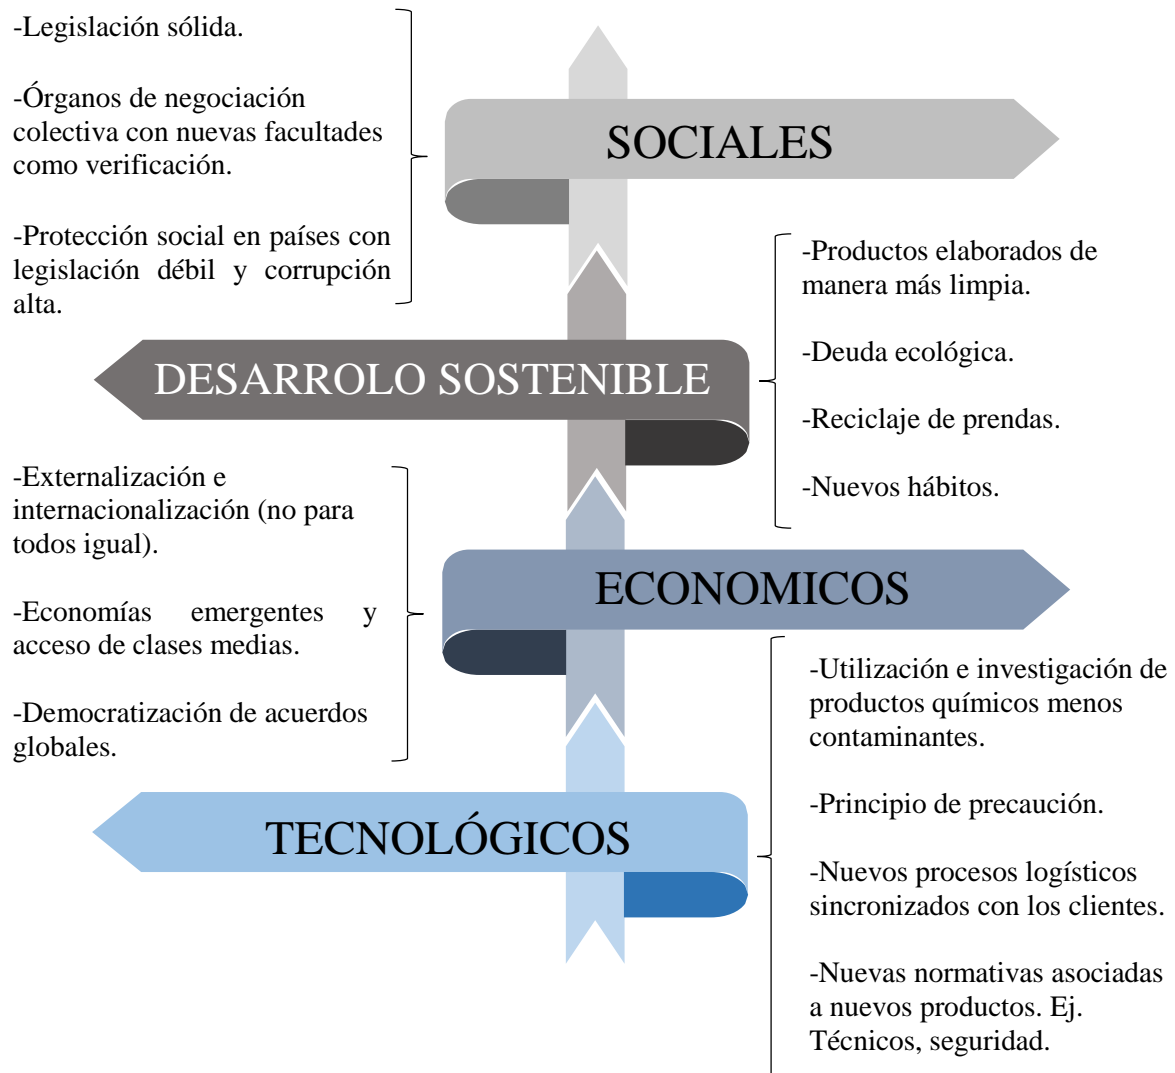 -Legislación sólida.
-Órganos de negociación
colectiva con nuevas facultades
como verificación.
-Protección social en países con
legislación débil y corrupción
alta.
SOCIALES
-Productos elaborados de
manera más limpia.
-Deuda ecológica.
-Reciclaje de prendas.
-Nuevos hábitos.
DESARROLO SOSTENIBLE
-Externalización e
internacionalización (no para
todos igual).
-Economías emergentes y
acceso de clases medias.
-Democratización de acuerdos
globales.
ECONOMICOS
-Utilización e investigación de
productos químicos menos
contaminantes.
-Principio de precaución.
-Nuevos procesos logísticos
sincronizados con los clientes.
-Nuevas normativas asociadas
a nuevos productos. Ej.
Técnicos, seguridad.
TECNOLÓGICOS